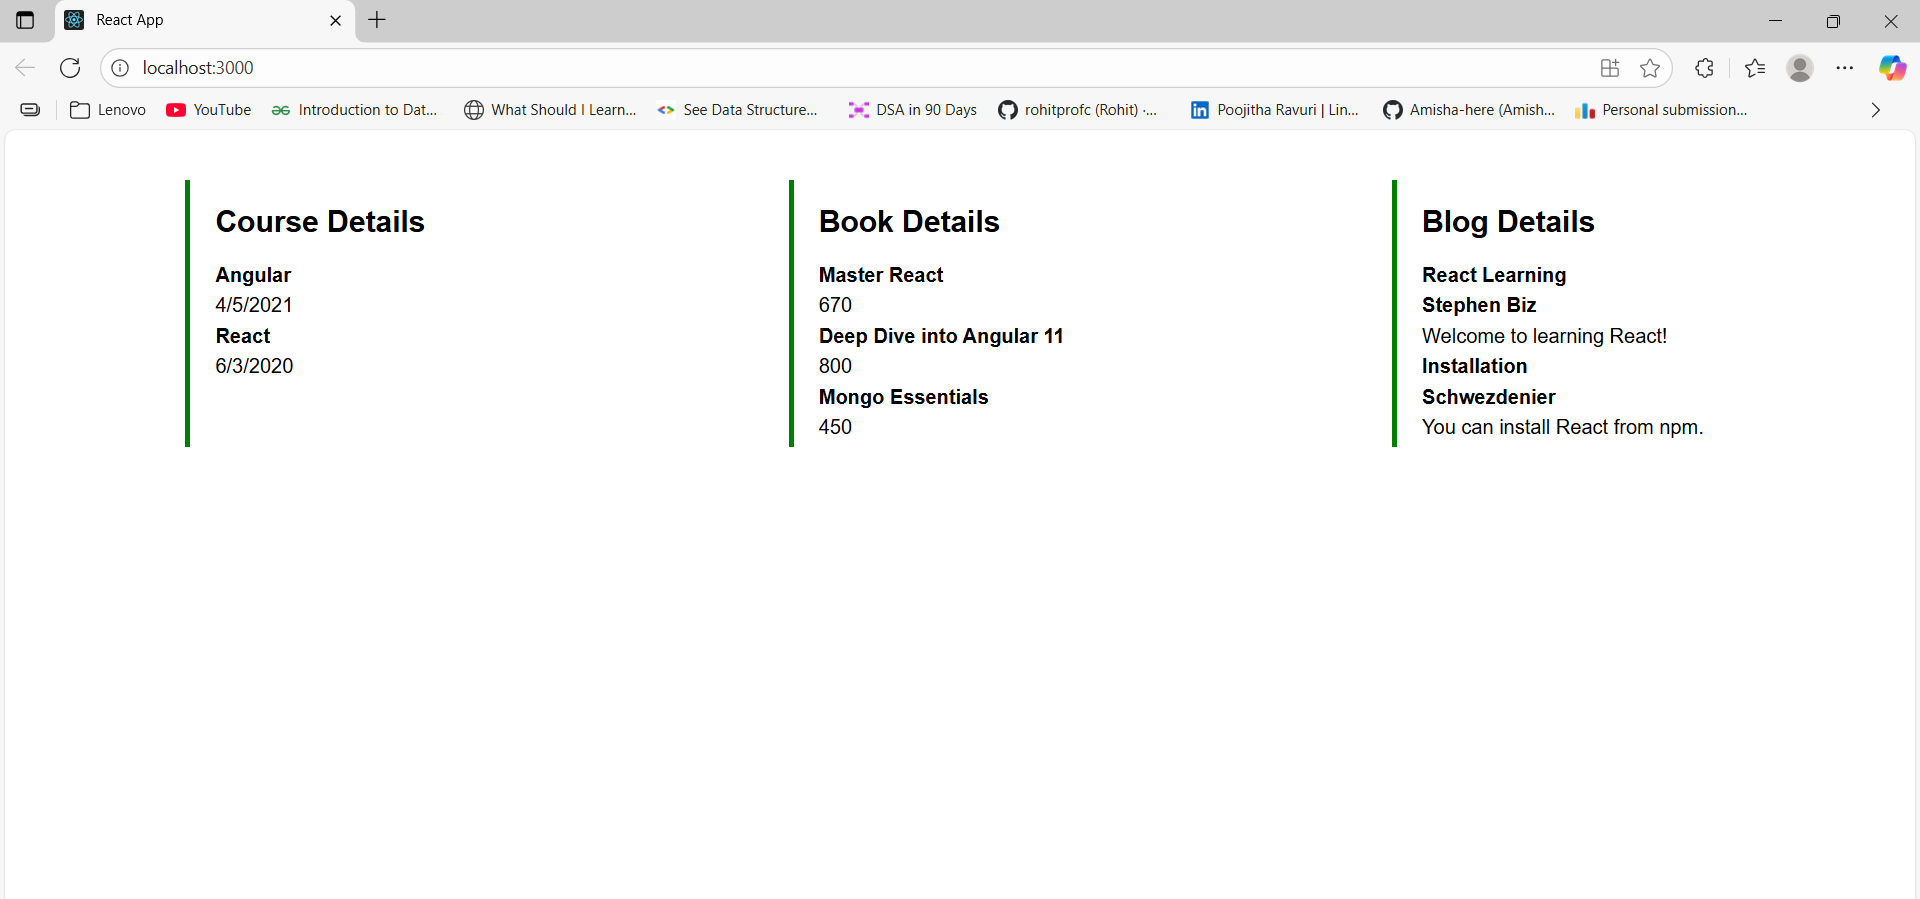 React App
localhost:3000
Lenovo
YouTube
Introduction to Dat...
What Should I Learn...
See Data Structure...
DSA in 90 Days
rohitprofc (Rohit) ·...
Poojitha Ravuri | Lin...
Amisha-here (Amish...
Personal submission...
Course Details
Angular
4/5/2021
React
6/3/2020
Book Details
Master React
670
Deep Dive into Angular 11
800
Mongo Essentials
450
Blog Details
React Learning
Stephen Biz
Welcome to learning React!
Installation
Schwezdenier
You can install React from npm.